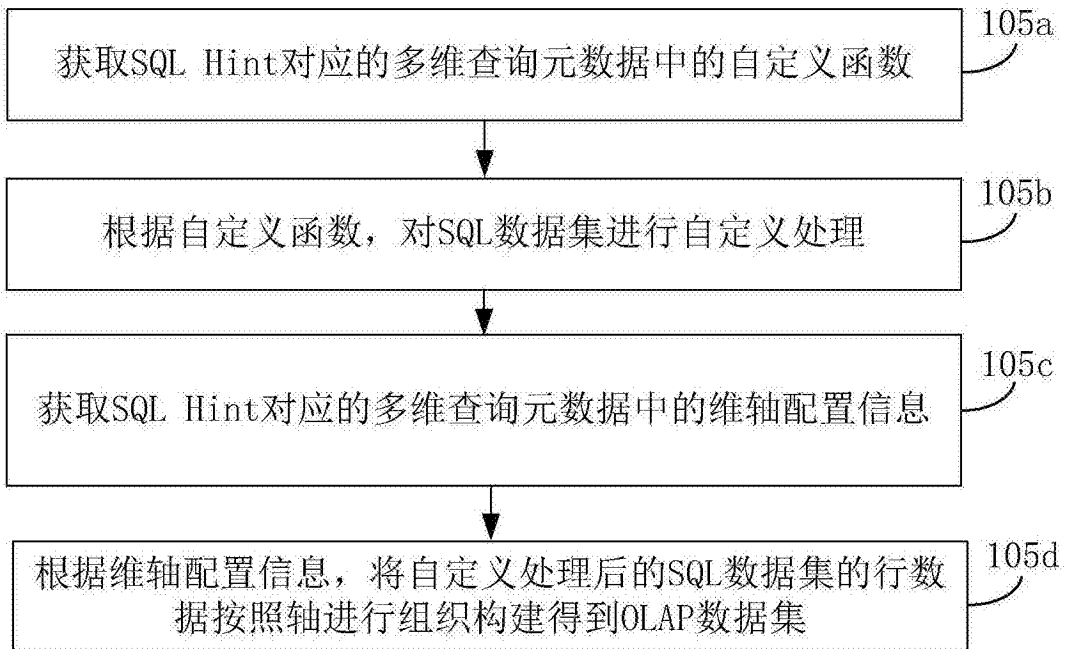 获取SQL Hint对应的多维查询元数据中的自定义函数
105a
根据自定义函数，对SQL数据集进行自定义处理
105b
获取SQL Hint对应的多维查询元数据中的维轴配置信息
105c
根据维轴配置信息，将自定义处理后的SQL数据集的行数
据按照轴进行组织构建得到OLAP数据集
105d